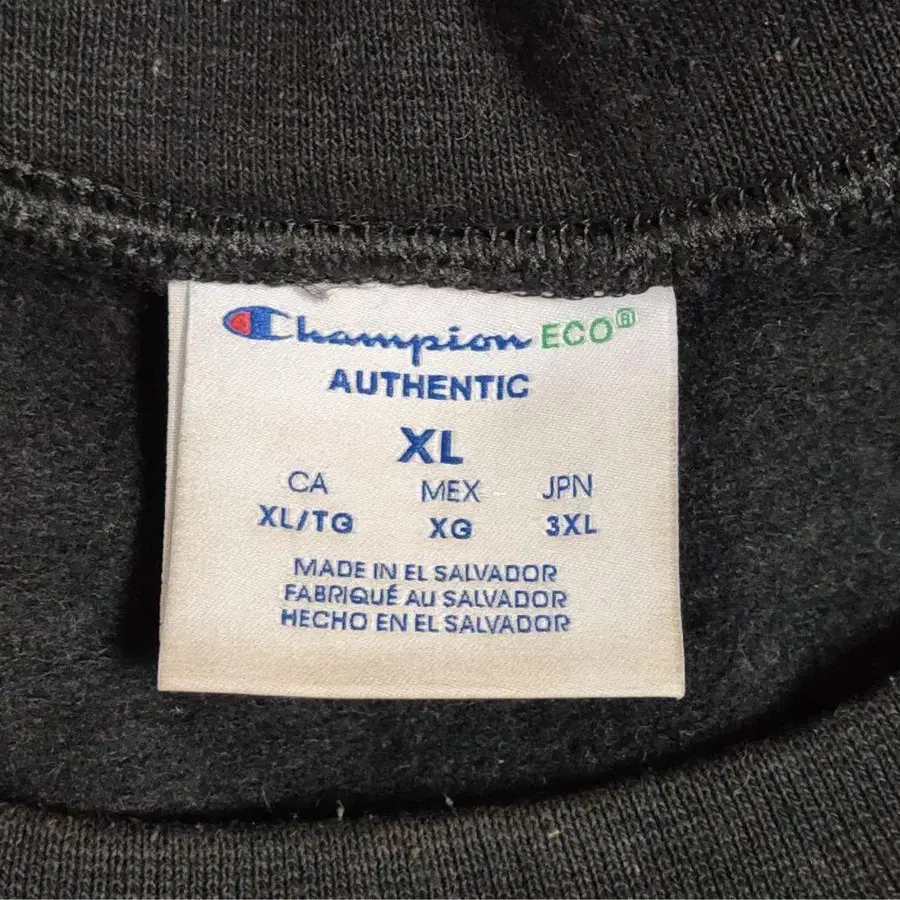 Champion ECO®
AUTHENTIC
XL
CA MEX JPN
XL/TG XG 3XL
MADE IN EL SALVADOR
FABRIQUÉ AU SALVADOR
HECHO EN EL SALVADOR